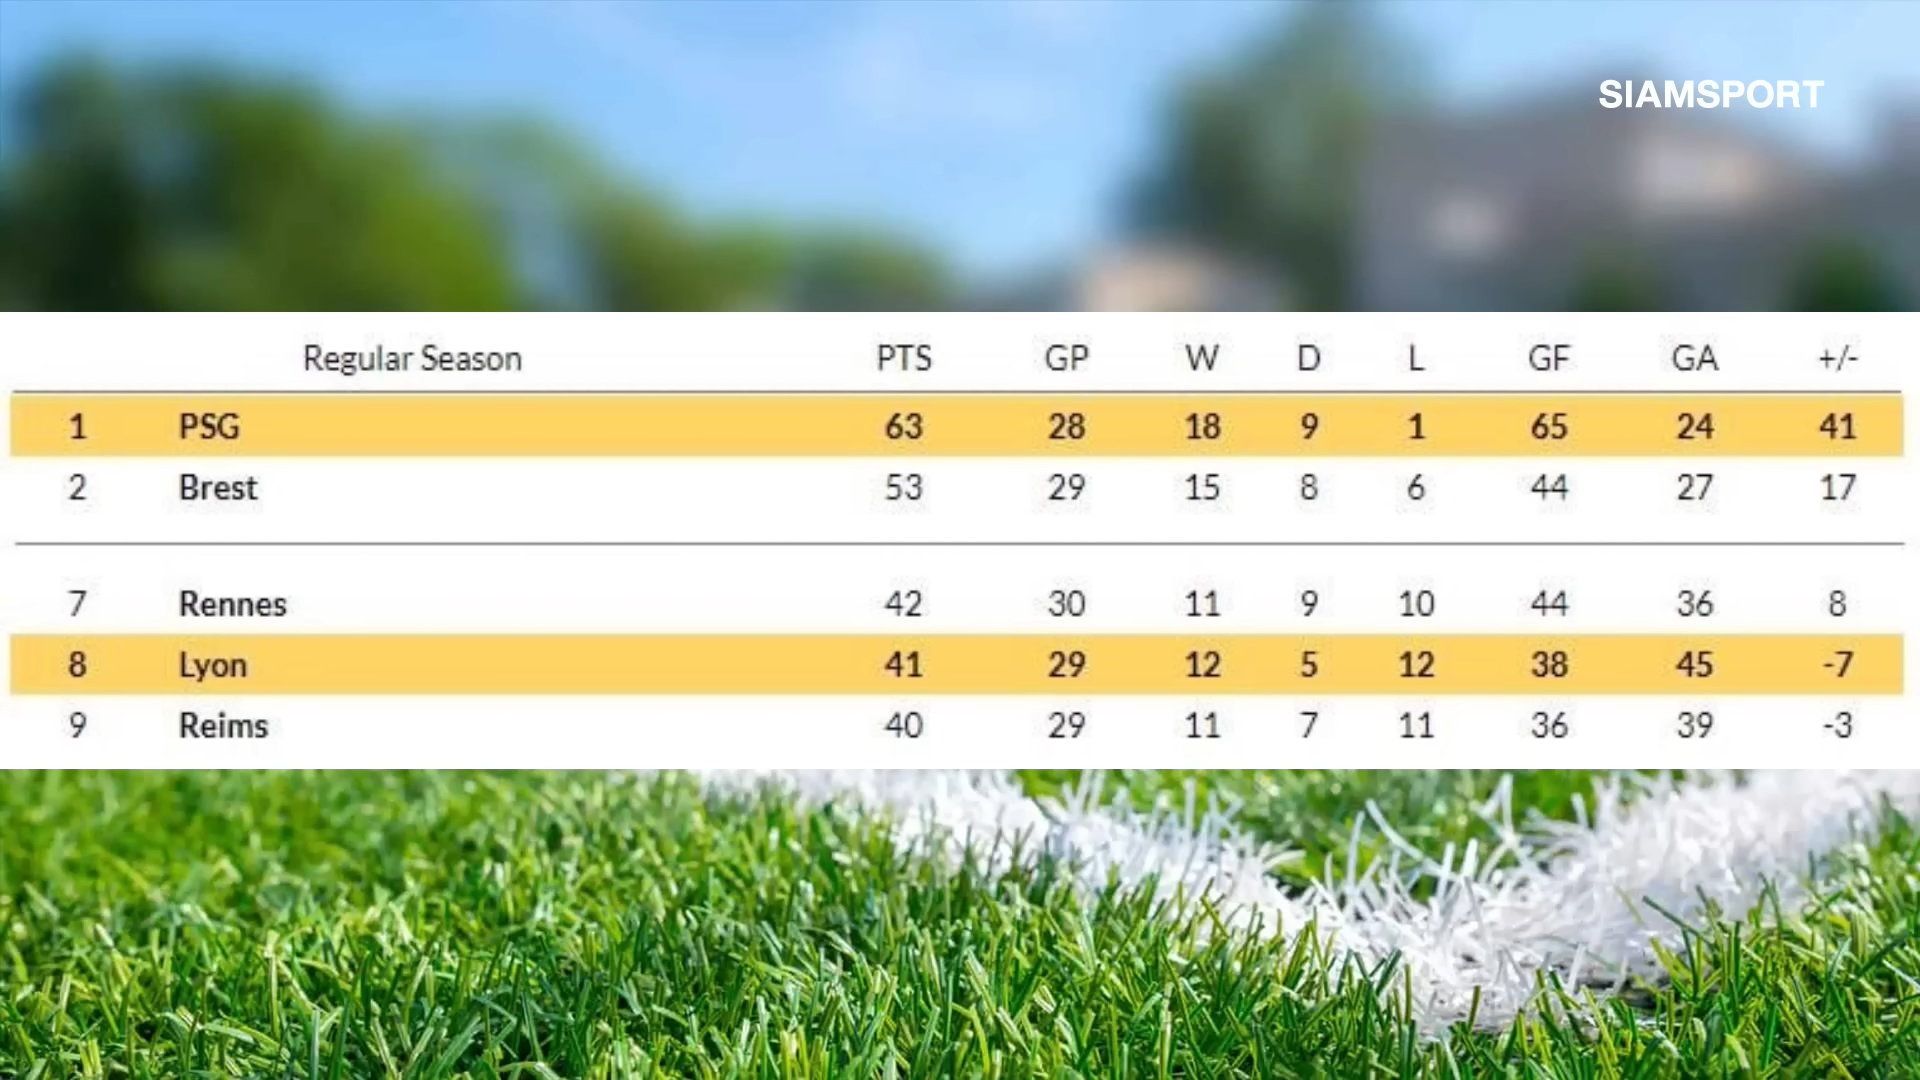 SIAMSPORT
Regular Season PTS GP W D L GF GA +/-
1 PSG 63 28 18 9 1 65 24 41
2 Brest 53 29 15 8 6 44 27 17
7 Rennes 42 30 11 9 10 44 36 8
8 Lyon 41 29 12 5 12 38 45 -7
9 Reims 40 29 11 7 11 36 39 -3